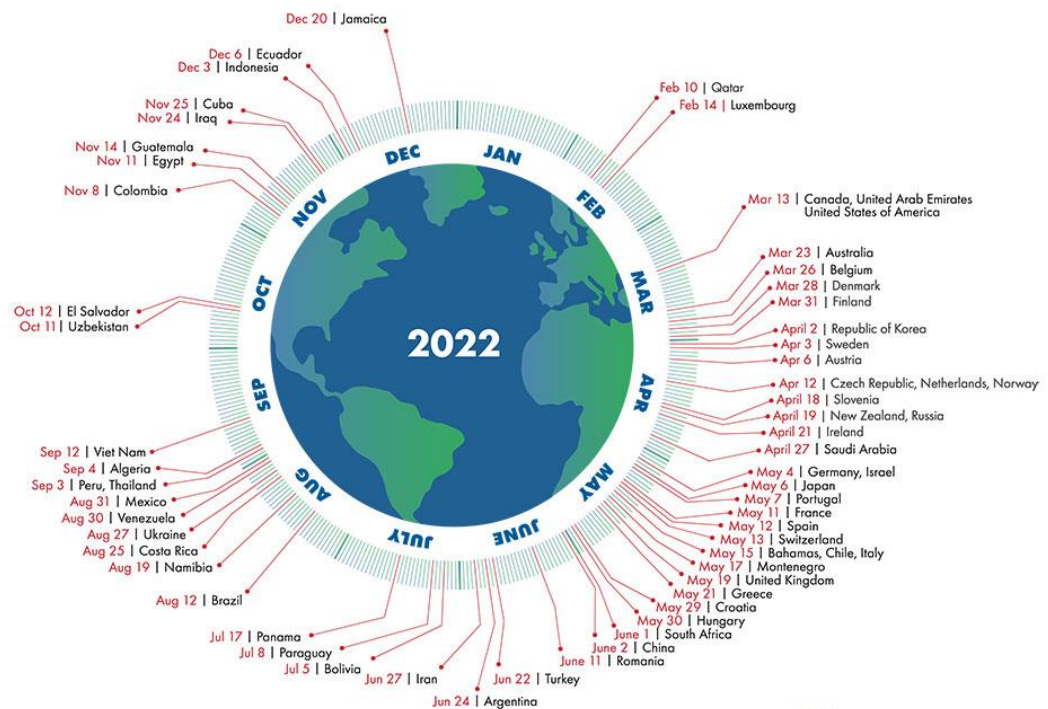 Dec 20 | Jamaica
Dec 6 | Ecuador
Dec 3 | Indonesia
Nov 25 | Cuba
Nov 24 | Iraq
Nov 14 | Guatemala
Nov 11 | Egypt
Nov 8 | Colombia
Oct 12 | El Salvador
Oct 11 | Uzbekistan
Sep 12 | Viet Nam
Sep 4 | Algeria
Sep 3 | Peru, Thailand
Aug 31 | Mexico
Aug 30 | Venezuela
Aug 27 | Ukraine
Aug 25 | Costa Rica
Aug 19 | Namibia
Aug 12 | Brazil
Jul 17 | Panama
Jul 8 | Paraguay
Jul 5 | Bolivia
Jun 27 | Iran
Jun 24 | Argentina
Jun 22 | Turkey
Feb 10 | Qatar
Feb 14 | Luxembourg
Mar 13 | Canada, United Arab Emirates
United States of America
Mar 23 | Australia
Mar 26 | Belgium
Mar 28 | Denmark
Mar 31 | Finland
April 2 | Republic of Korea
Apr 3 | Sweden
Apr 6 | Austria
Apr 12 | Czech Republic, Netherlands, Norway
April 18 | Slovenia
April 19 | New Zealand, Russia
April 21 | Ireland
April 27 | Saudi Arabia
May 4 | Germany, Israel
May 6 | Japan
May 7 | Portugal
May 11 | France
May 12 | Spain
May 13 | Switzerland
May 15 | Bahamas, Chile, Italy
May 17 | Montenegro
May 19 | United Kingdom
May 21 | Greece
May 29 | Croatia
May 30 | Hungary
June 1 | South Africa
June 2 | China
June 11 | Romania
JAN
FEB
MAR
APR
MAY
JUNE
JULY
AUG
SEP
OCT
NOV
DEC
2022